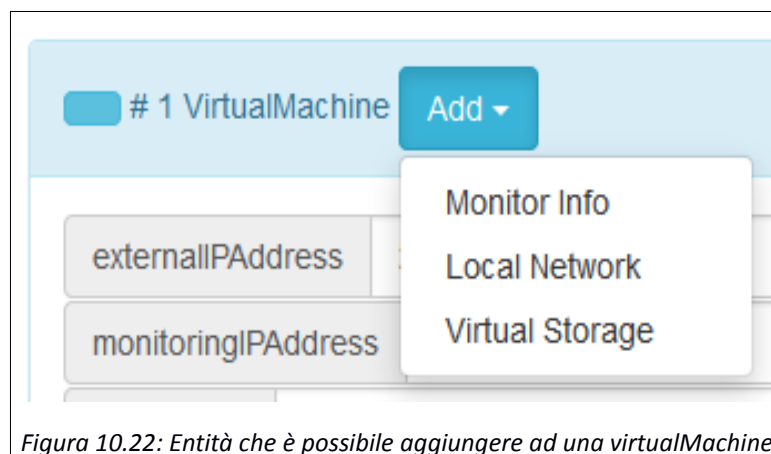 # 1 VirtualMachine Add
Monitor Info
externalIPAddress
Local Network
Virtual Storage
monitoringIPAddress
Figura 10.22: Entità che è possibile aggiungere ad una virtualMachine